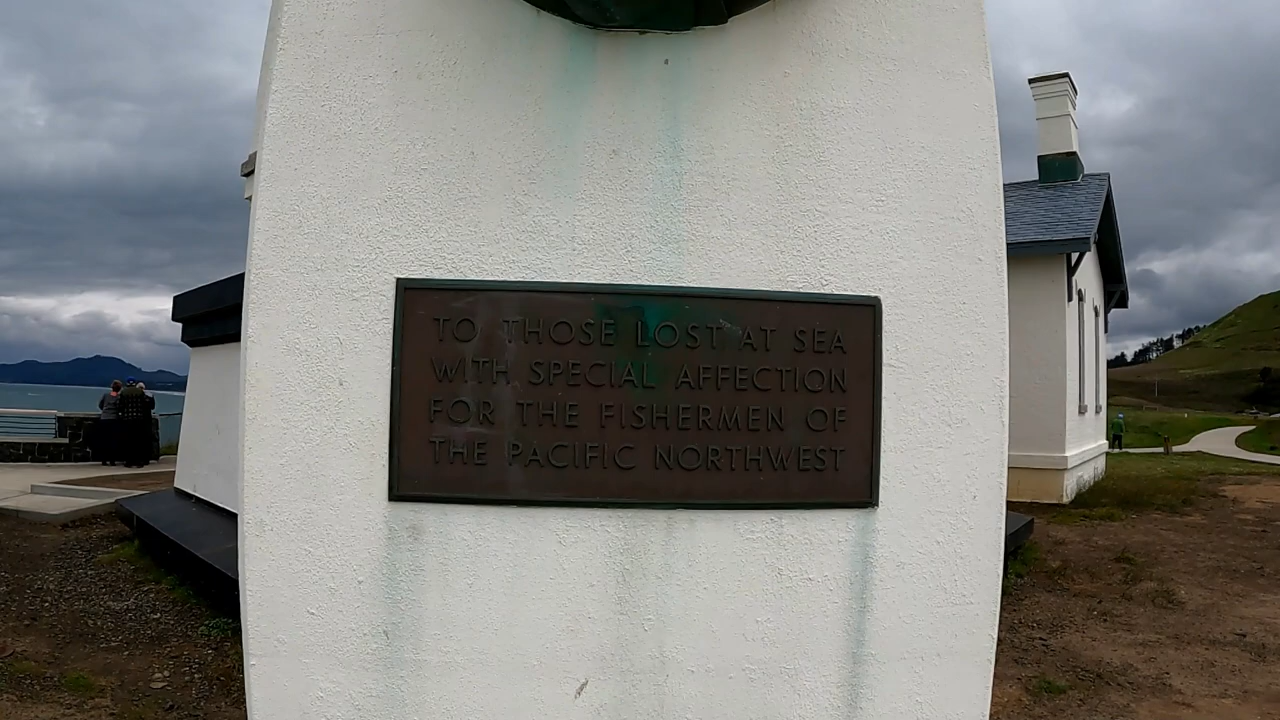 TO THOSE LOST AT SEA
WITH SPECIAL AFFECTION
FOR THE FISHERMEN OF
THE PACIFIC NORTHWEST